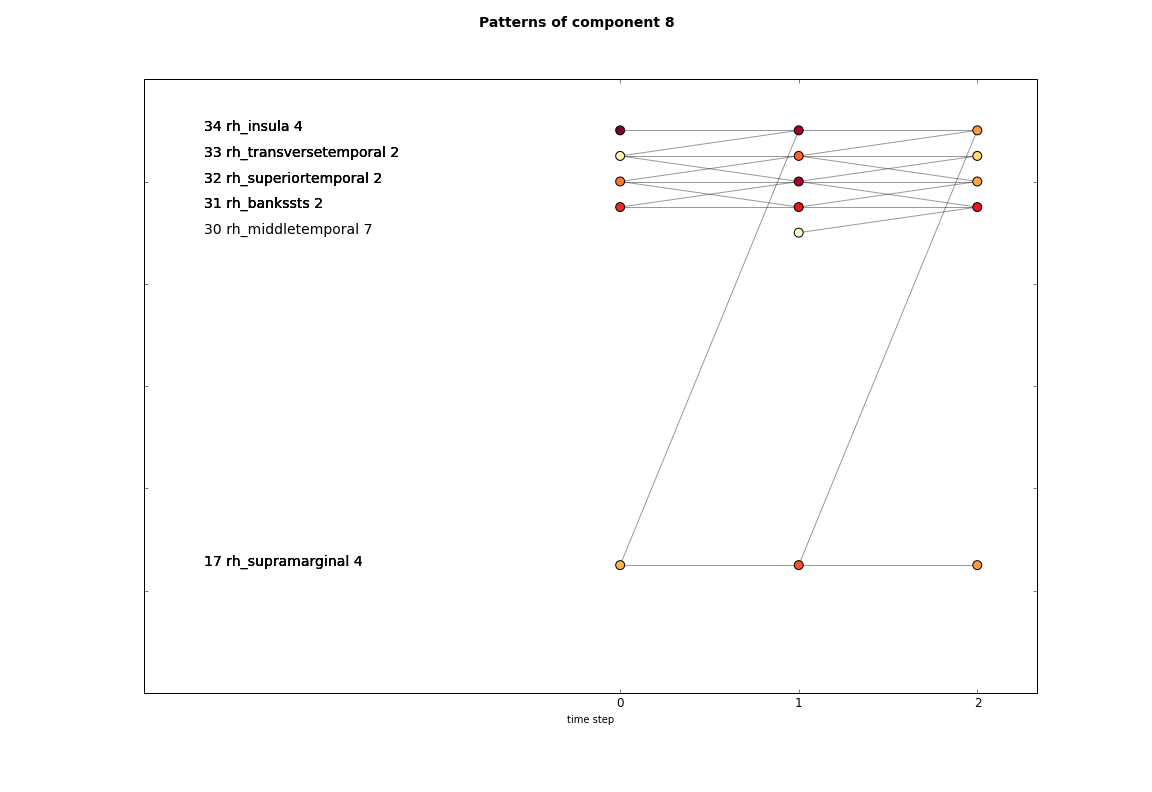 Patterns of component 8
34 rh_insula 4
33 rh_transversetemporal 2
32 rh_superiortemporal 2
31 rh_bankssts 2
30 rh_middletemporal 7
17 rh_supramarginal 4
0 1 2
time step